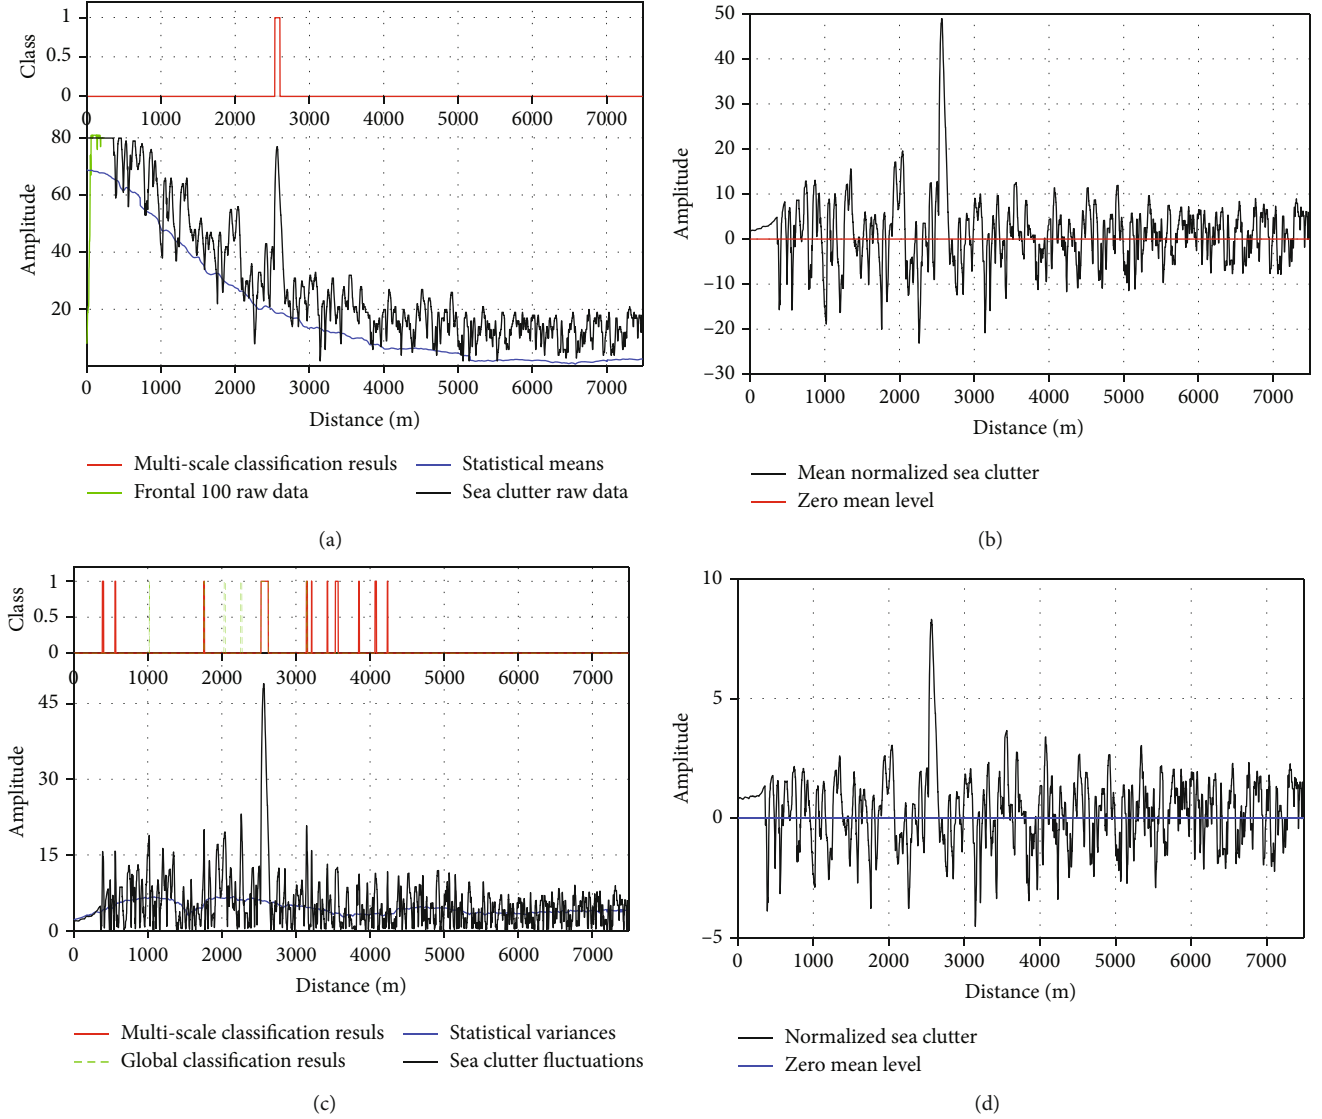 Class
1
0.5
0
0 1000 2000 3000 4000 5000 6000 7000
Amplitude
80
60
40
20
0 1000 2000 3000 4000 5000 6000 7000
Distance (m)
Multi-scale classification resuls
Statistical means
Frontal 100 raw data
Sea clutter raw data
(a)
Amplitude
50
40
30
20
10
0
–10
–20
–30
0 1000 2000 3000 4000 5000 6000 7000
Distance (m)
Mean normalized sea clutter
Zero mean level
(b)
Class
1
0.5
0
0 1000 2000 3000 4000 5000 6000 7000
Amplitude
45
30
15
0
0 1000 2000 3000 4000 5000 6000 7000
Distance (m)
Multi-scale classification resuls
Statistical variances
Global classification resuls
Sea clutter fluctuations
(c)
Amplitude
10
5
0
–5
0 1000 2000 3000 4000 5000 6000 7000
Distance (m)
Normalized sea clutter
Zero mean level
(d)